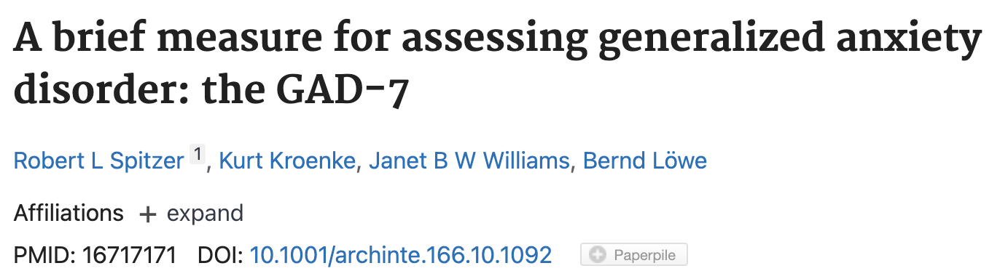 A brief measure for assessing generalized anxiety
disorder: the GAD-7
Robert L Spitzer 1, Kurt Kroenke, Janet B W Williams, Bernd Löwe
Affiliations + expand
PMID: 16717171 DOI: 10.1001/archinte.166.10.1092 Paperpile